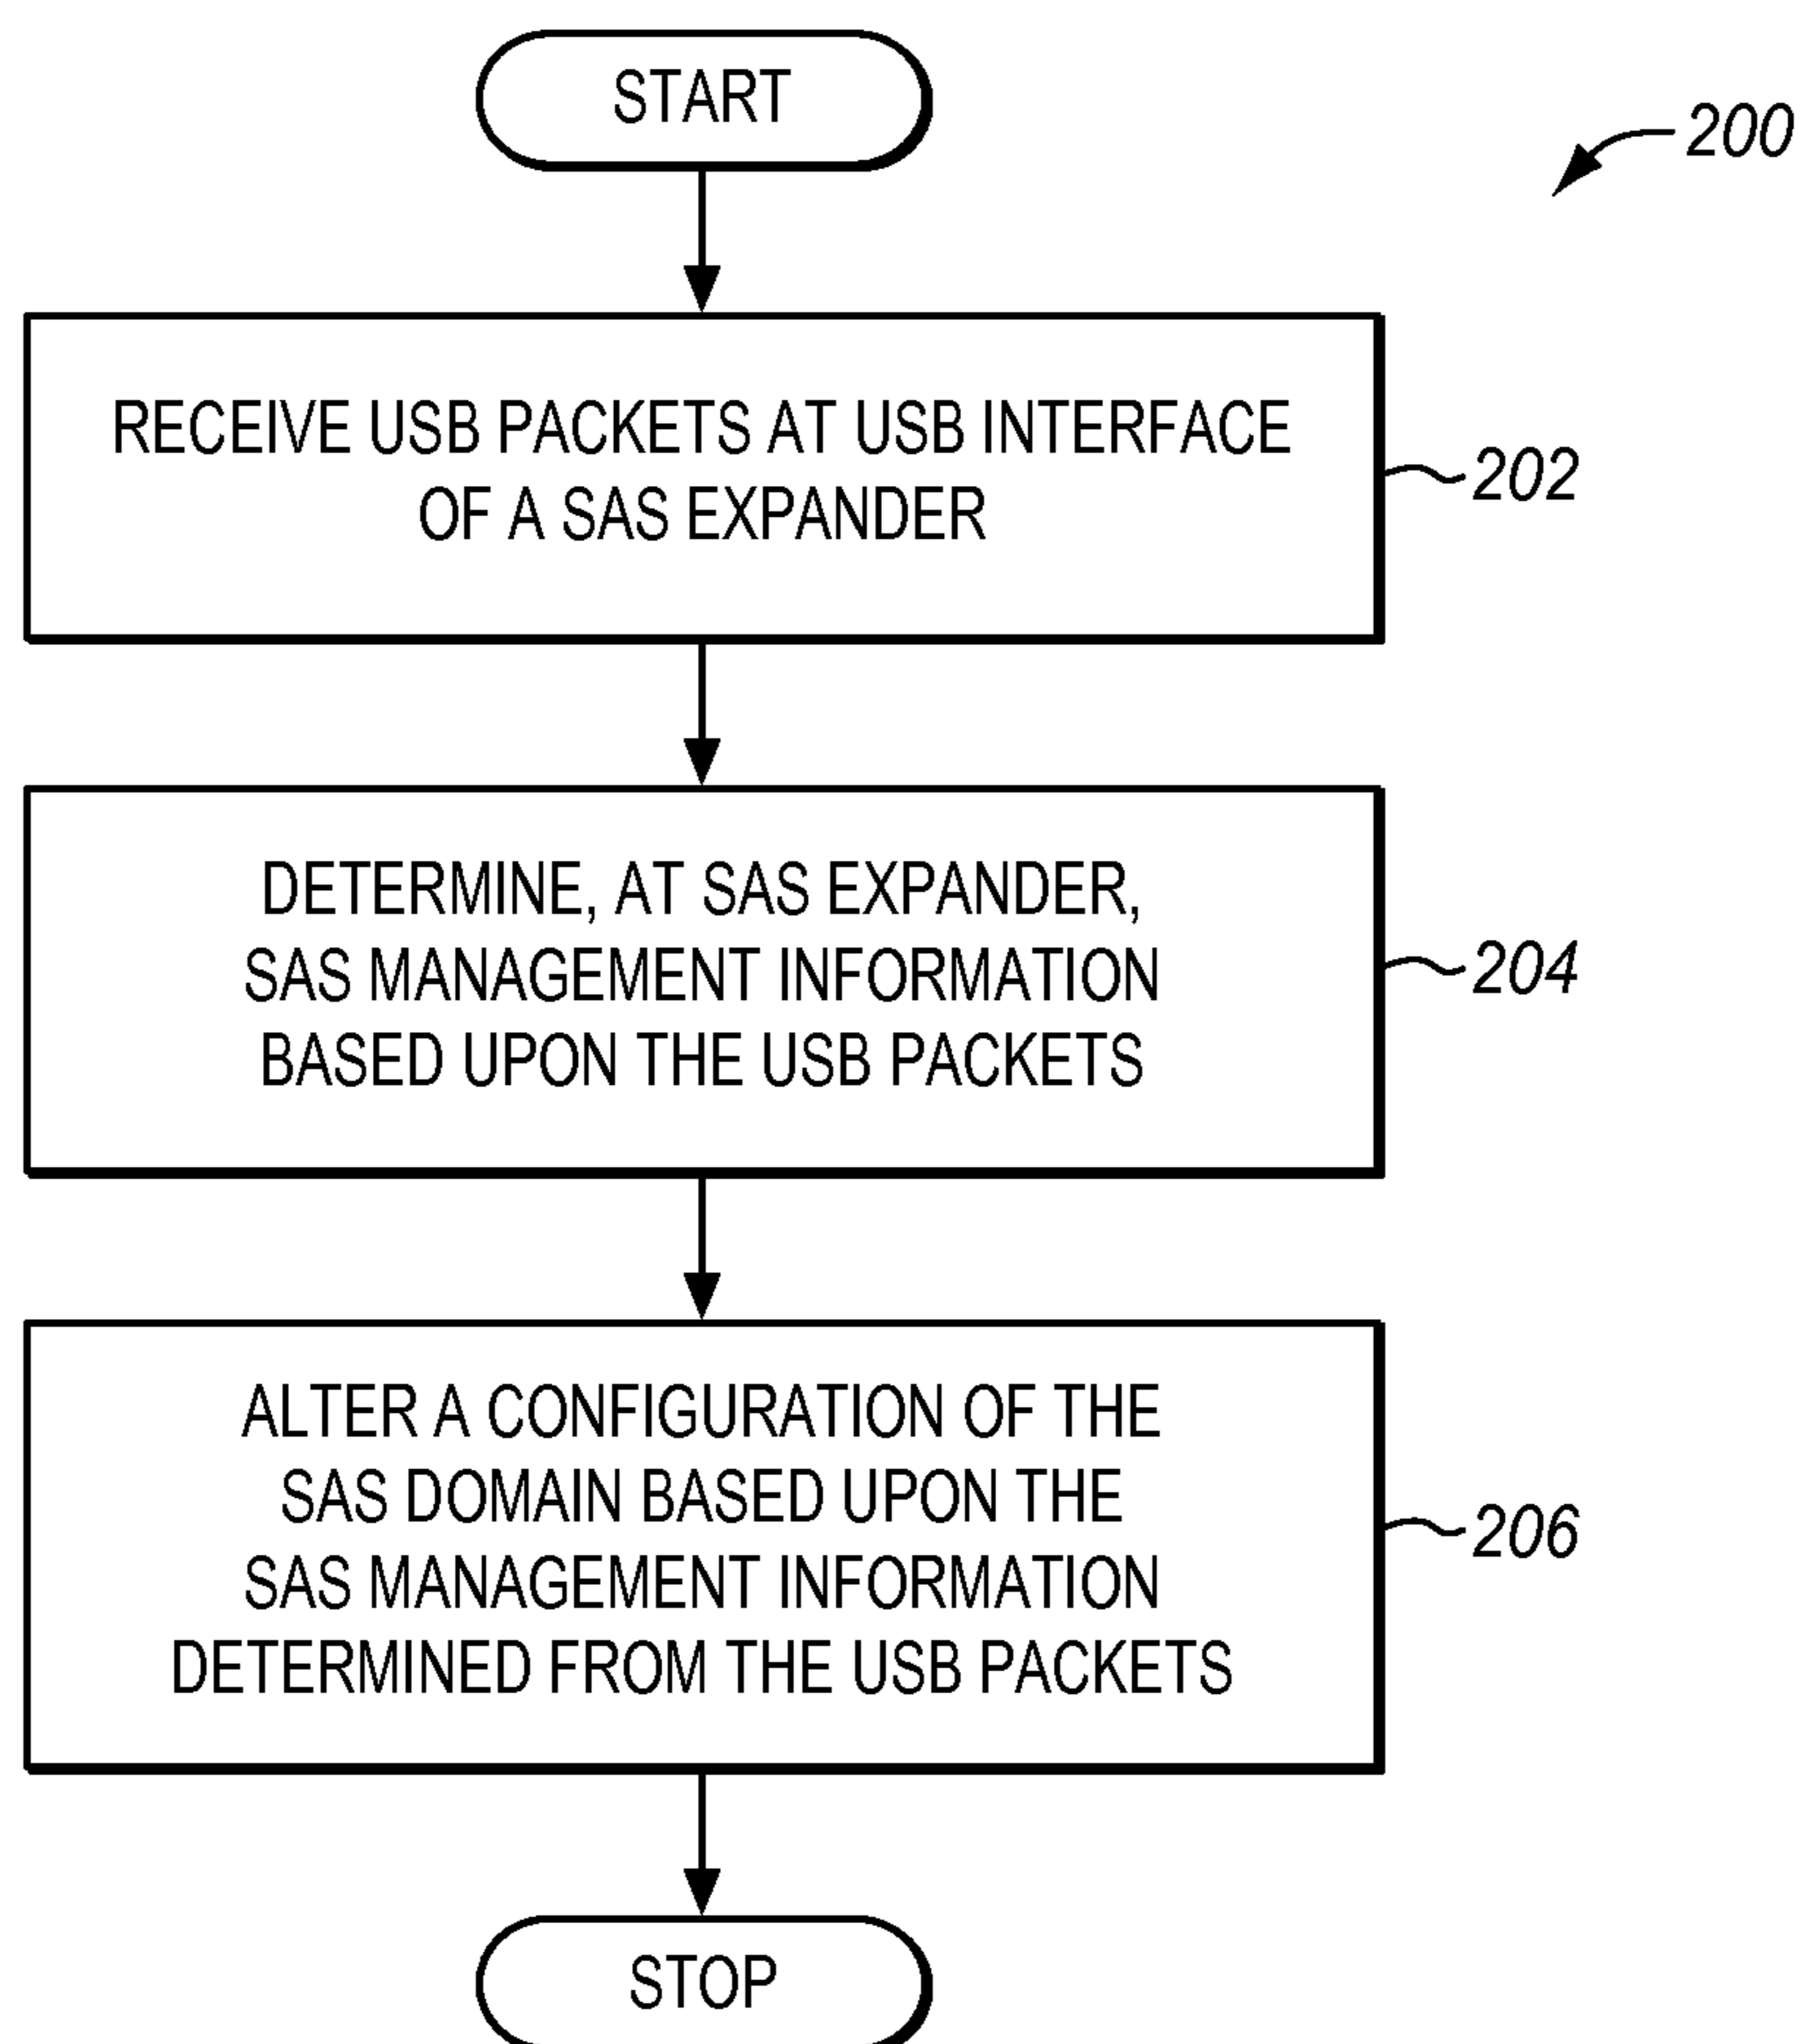 START
200
RECEIVE USB PACKETS AT USB INTERFACE
OF A SAS EXPANDER
202
DETERMINE, AT SAS EXPANDER,
SAS MANAGEMENT INFORMATION
BASED UPON THE USB PACKETS
204
ALTER A CONFIGURATION OF THE
SAS DOMAIN BASED UPON THE
SAS MANAGEMENT INFORMATION
DETERMINED FROM THE USB PACKETS
206
STOP